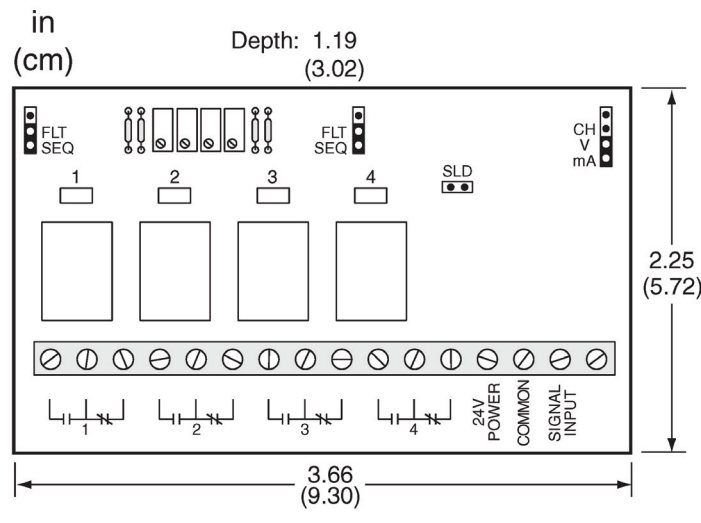 in
(cm)
Depth: 1.19
(3.02)
FLT
SEQ
FLT
SEQ
CH
V
mA
1
2
3
4
SLD
2.25
(5.72)
1
2
3
4
24V
POWER
COMMON
SIGNAL
INPUT
3.66
(9.30)